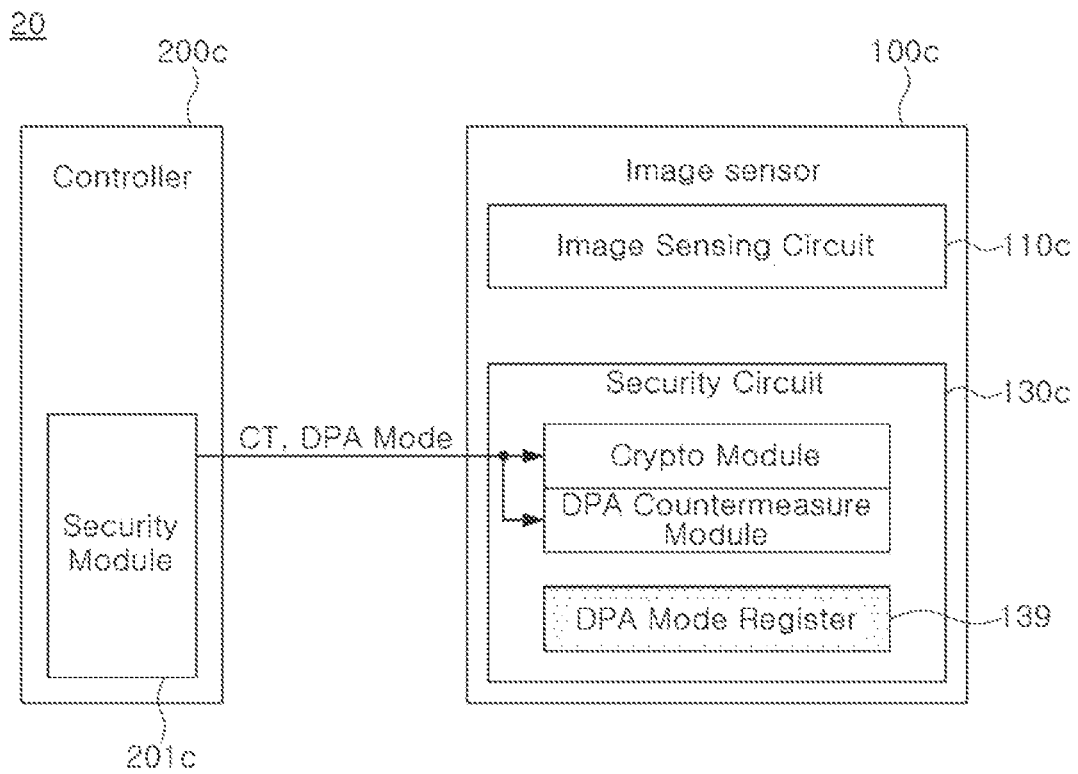 20
200c
100c
Controller
Image sensor
Image Sensing Circuit
110c
Security Circuit
130c
CT, DPA Mode
Crypto Module
DPA Countermeasure
Module
Security
Module
DPA Mode Register
139
201c